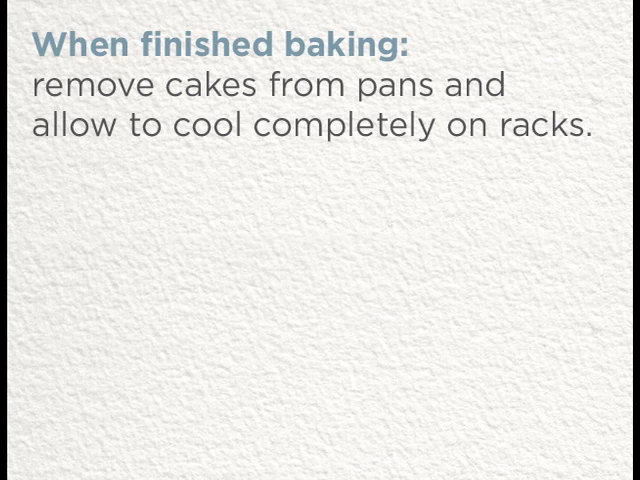 When finished baking:
remove cakes from pans and
allow to cool completely on racks.